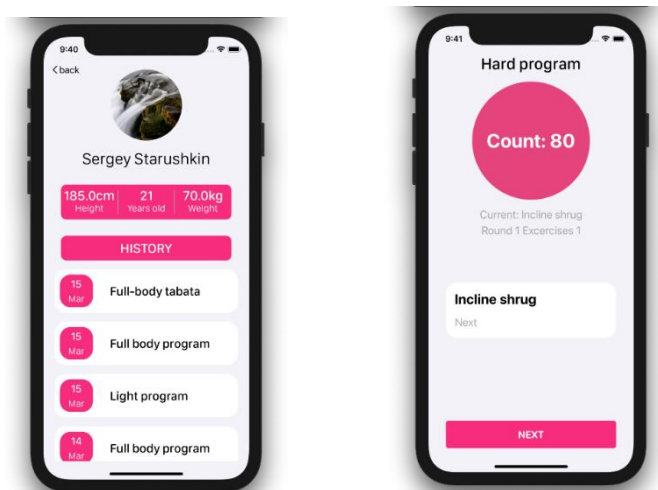 9:40
back
Sergey Starushkin
185.0cm 21 70.0kg
Height Years old Weight
HISTORY
15
Mar
Full-body tabata
15
Mar
Full body program
15
Mar
Light program
14
Mar
Full body program
9:41
Hard program
Count: 80
Current: Incline shrug
Round 1 Excercises 1
Incline shrug
Next
NEXT